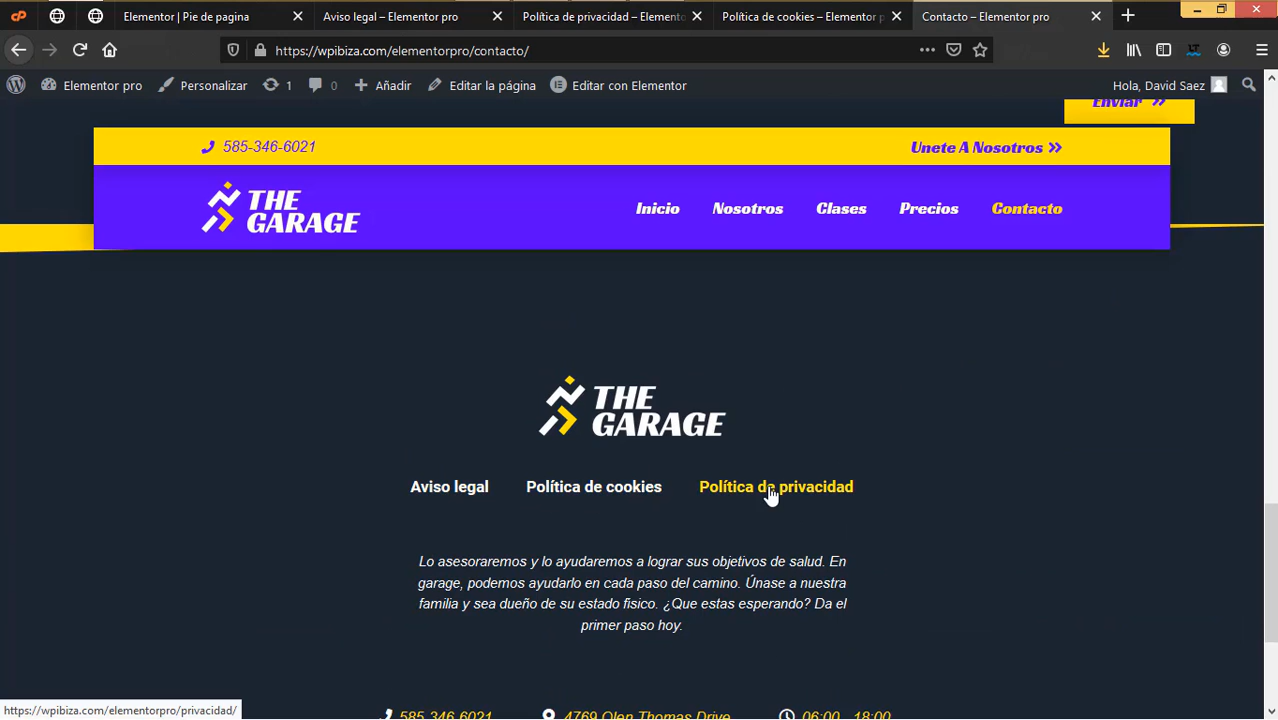 Elementor | Pie de pagina
Aviso legal – Elementor pro
Política de privacidad – Elemento
Política de cookies – Elementor p
Contacto – Elementor pro
https://wpibiza.com/elementorpro/contacto/
Elementor pro
Personalizar
1
0
Añadir
Editar la página
Editar con Elementor
Hola, David Saez
Enviar
585-346-6021
Unete A Nosotros
THE
GARAGE
Inicio
Nosotros
Clases
Precios
Contacto
THE
GARAGE
Aviso legal
Política de cookies
Política de privacidad
Lo asesoraremos y lo ayudaremos a lograr sus objetivos de salud. En
garage, podemos ayudarlo en cada paso del camino. Únase a nuestra
familia y sea dueño de su estado fisico. ¿Que estas esperando? Da el
primer paso hoy.
https://wpibiza.com/elementorpro/privacidad/
585-346-6021
4769 Olen Thomas Drive
06:00 - 18:00